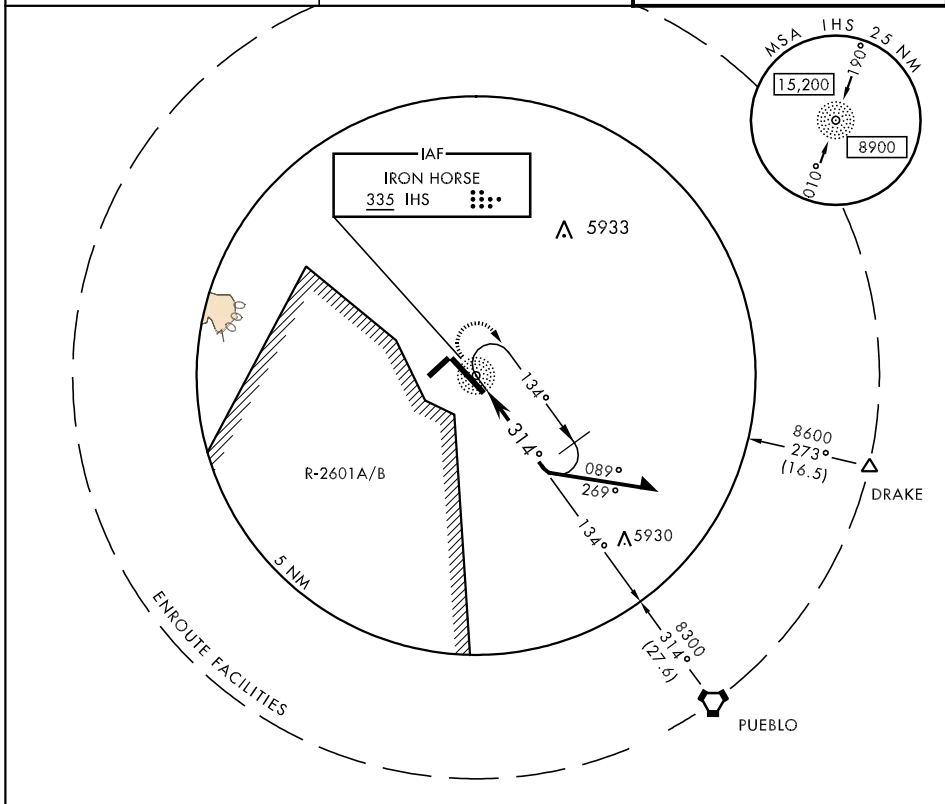 MSA IHS 25 NM
190°
15,200
8900
010°
IAF
IRON HORSE
335 IHS
5933
134°
314°
089°
269°
134°
5930
R-2601A/B
5 NM
8600
273°
(16.5)
DRAKE
8300
314°
(27.6)
PUEBLO
ENROUTE FACILITIES